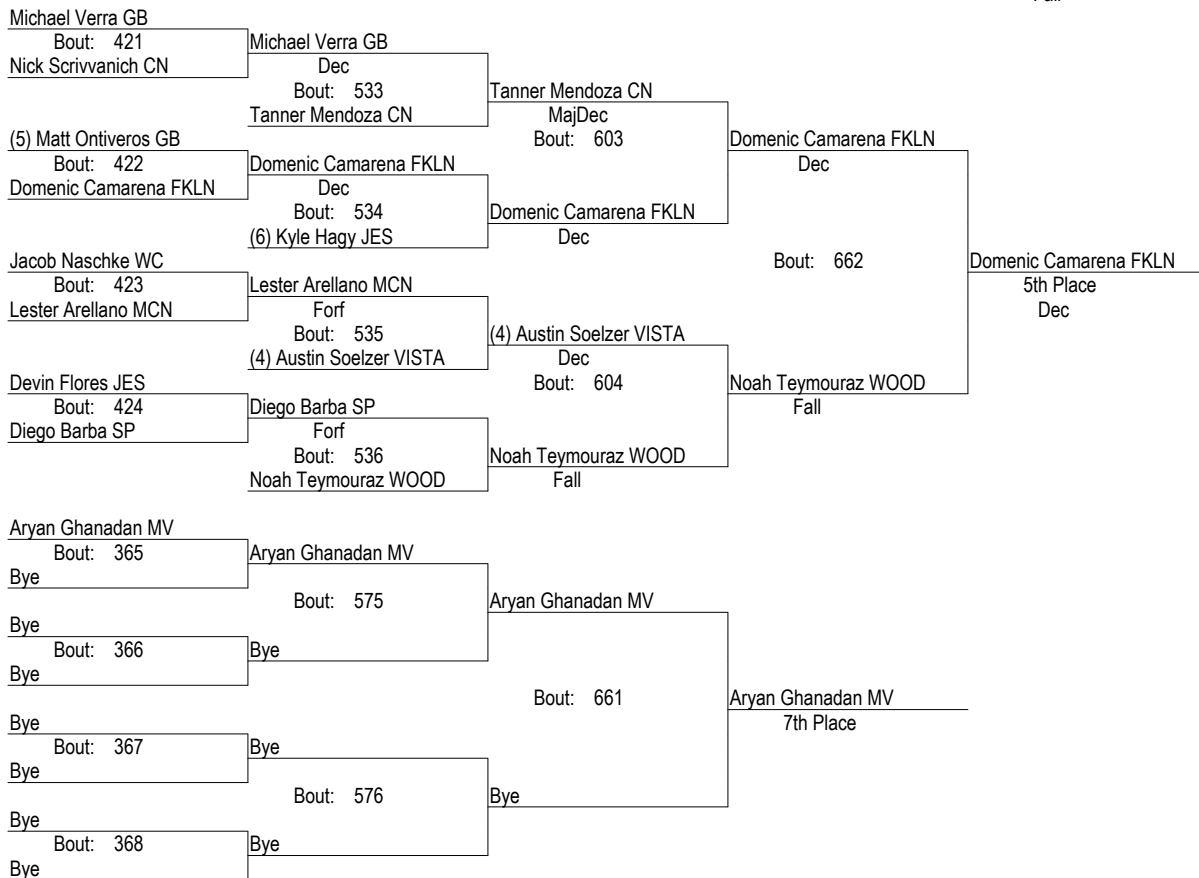 Fall
Michael Verra GB
Bout: 421
Michael Verra GB
Nick Scrivvanich CN
Dec
Bout: 533
Tanner Mendoza CN
Tanner Mendoza CN
MajDec
(5) Matt Ontiveros GB
Bout: 603
Domenic Camarena FKLN
Bout: 422
Domenic Camarena FKLN
Dec
Domenic Camarena FKLN
Dec
Bout: 534
Domenic Camarena FKLN
(6) Kyle Hagy JES
Dec
Jacob Naschke WC
Bout: 662
Domenic Camarena FKLN
Bout: 423
Lester Arellano MCN
5th Place
Lester Arellano MCN
Forf
Dec
Bout: 535
(4) Austin Soelzer VISTA
(4) Austin Soelzer VISTA
Dec
Devin Flores JES
Bout: 604
Noah Teymouraz WOOD
Bout: 424
Diego Barba SP
Fall
Diego Barba SP
Forf
Bout: 536
Noah Teymouraz WOOD
Noah Teymouraz WOOD
Fall
Aryan Ghanadan MV
Bout: 365
Aryan Ghanadan MV
Bye
Bout: 575
Aryan Ghanadan MV
Bye
Bout: 366
Bye
Bye
Bout: 661
Aryan Ghanadan MV
Bye
7th Place
Bout: 367
Bye
Bye
Bout: 576
Bye
Bye
Bout: 368
Bye
Bye